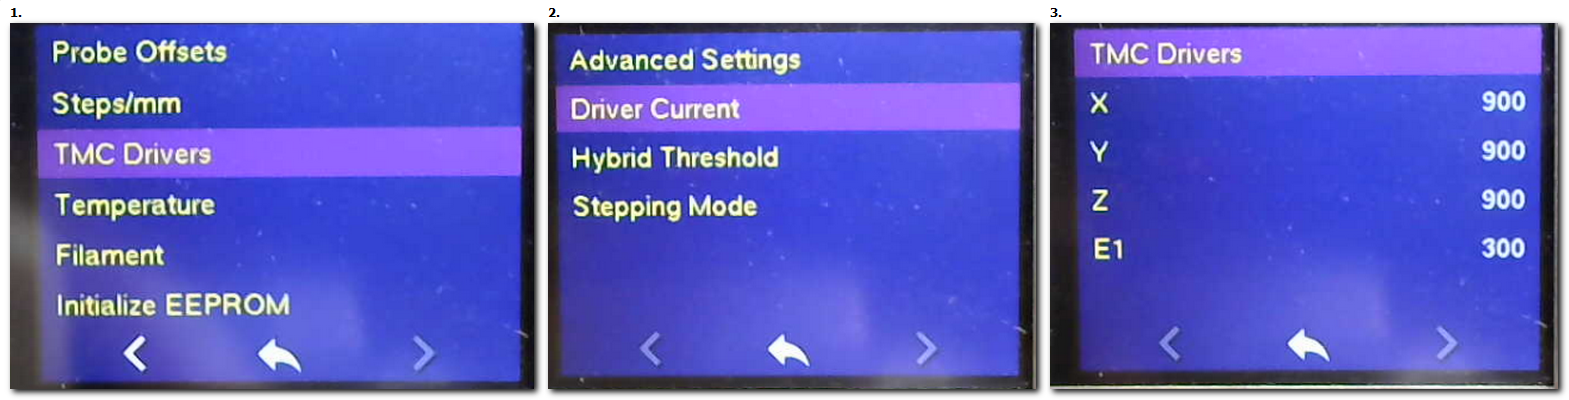 1.
Probe Offsets
Steps/mm
TMC Drivers
Temperature
Filament
Initialize EEPROM
2.
Advanced Settings
Driver Current
Hybrid Threshold
Stepping Mode
3.
TMC Drivers
X 900
Y 900
Z 900
E1 300